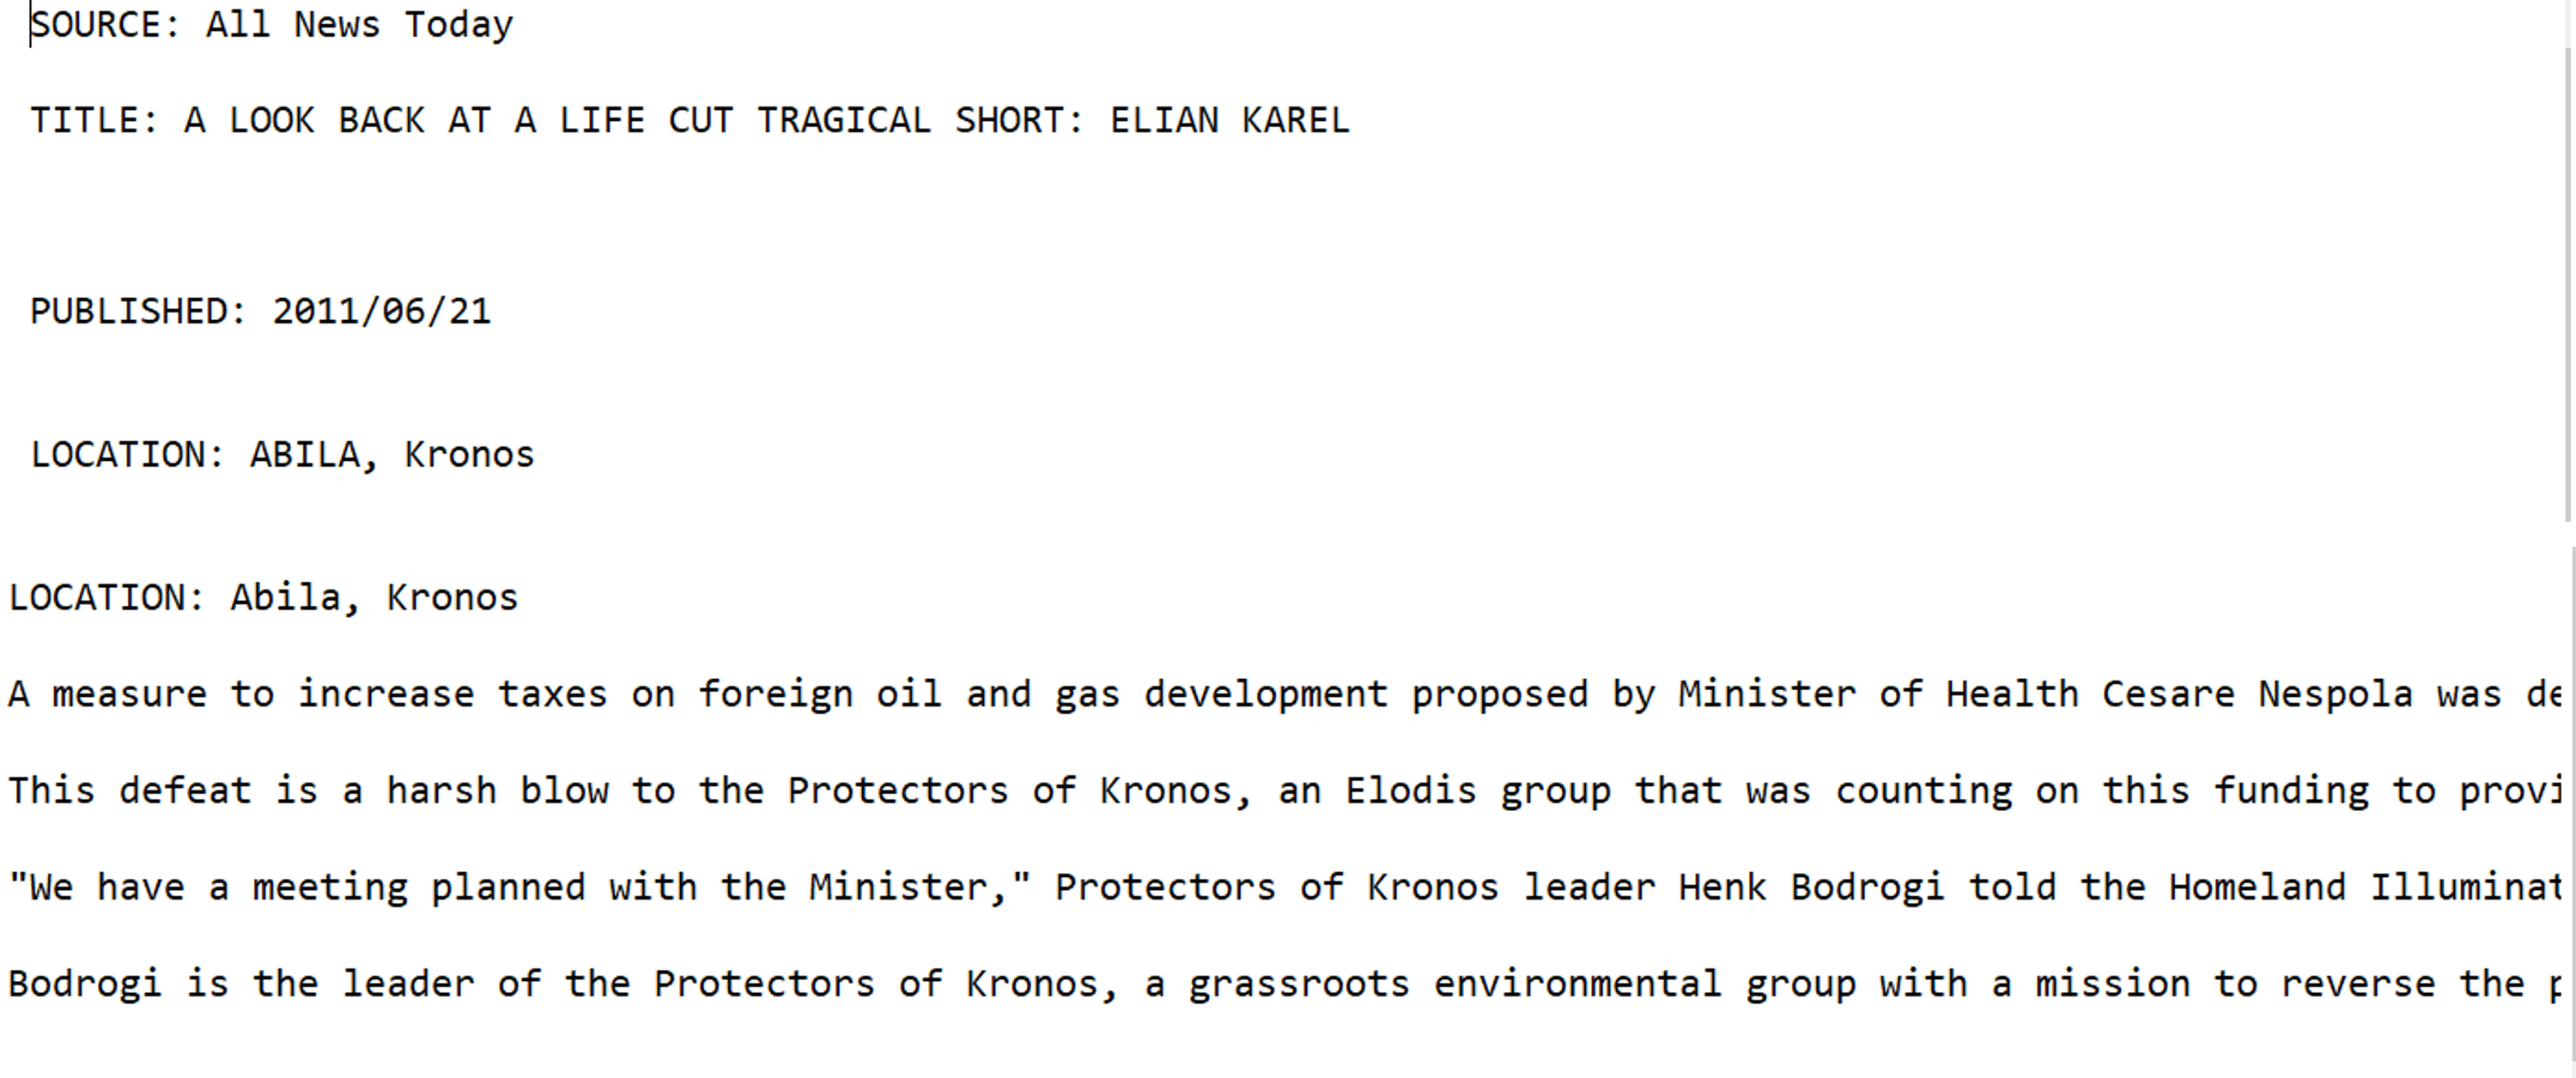 SOURCE: All News Today
TITLE: A LOOK BACK AT A LIFE CUT TRAGICAL SHORT: ELIAN KAREL
PUBLISHED: 2011/06/21
LOCATION: ABILA, Kronos
LOCATION: Abila, Kronos
A measure to increase taxes on foreign oil and gas development proposed by Minister of Health Cesare Nespola was de
This defeat is a harsh blow to the Protectors of Kronos, an Elodis group that was counting on this funding to provi
"We have a meeting planned with the Minister," Protectors of Kronos leader Henk Bodrogi told the Homeland Illuminat
Bodrogi is the leader of the Protectors of Kronos, a grassroots environmental group with a mission to reverse the p